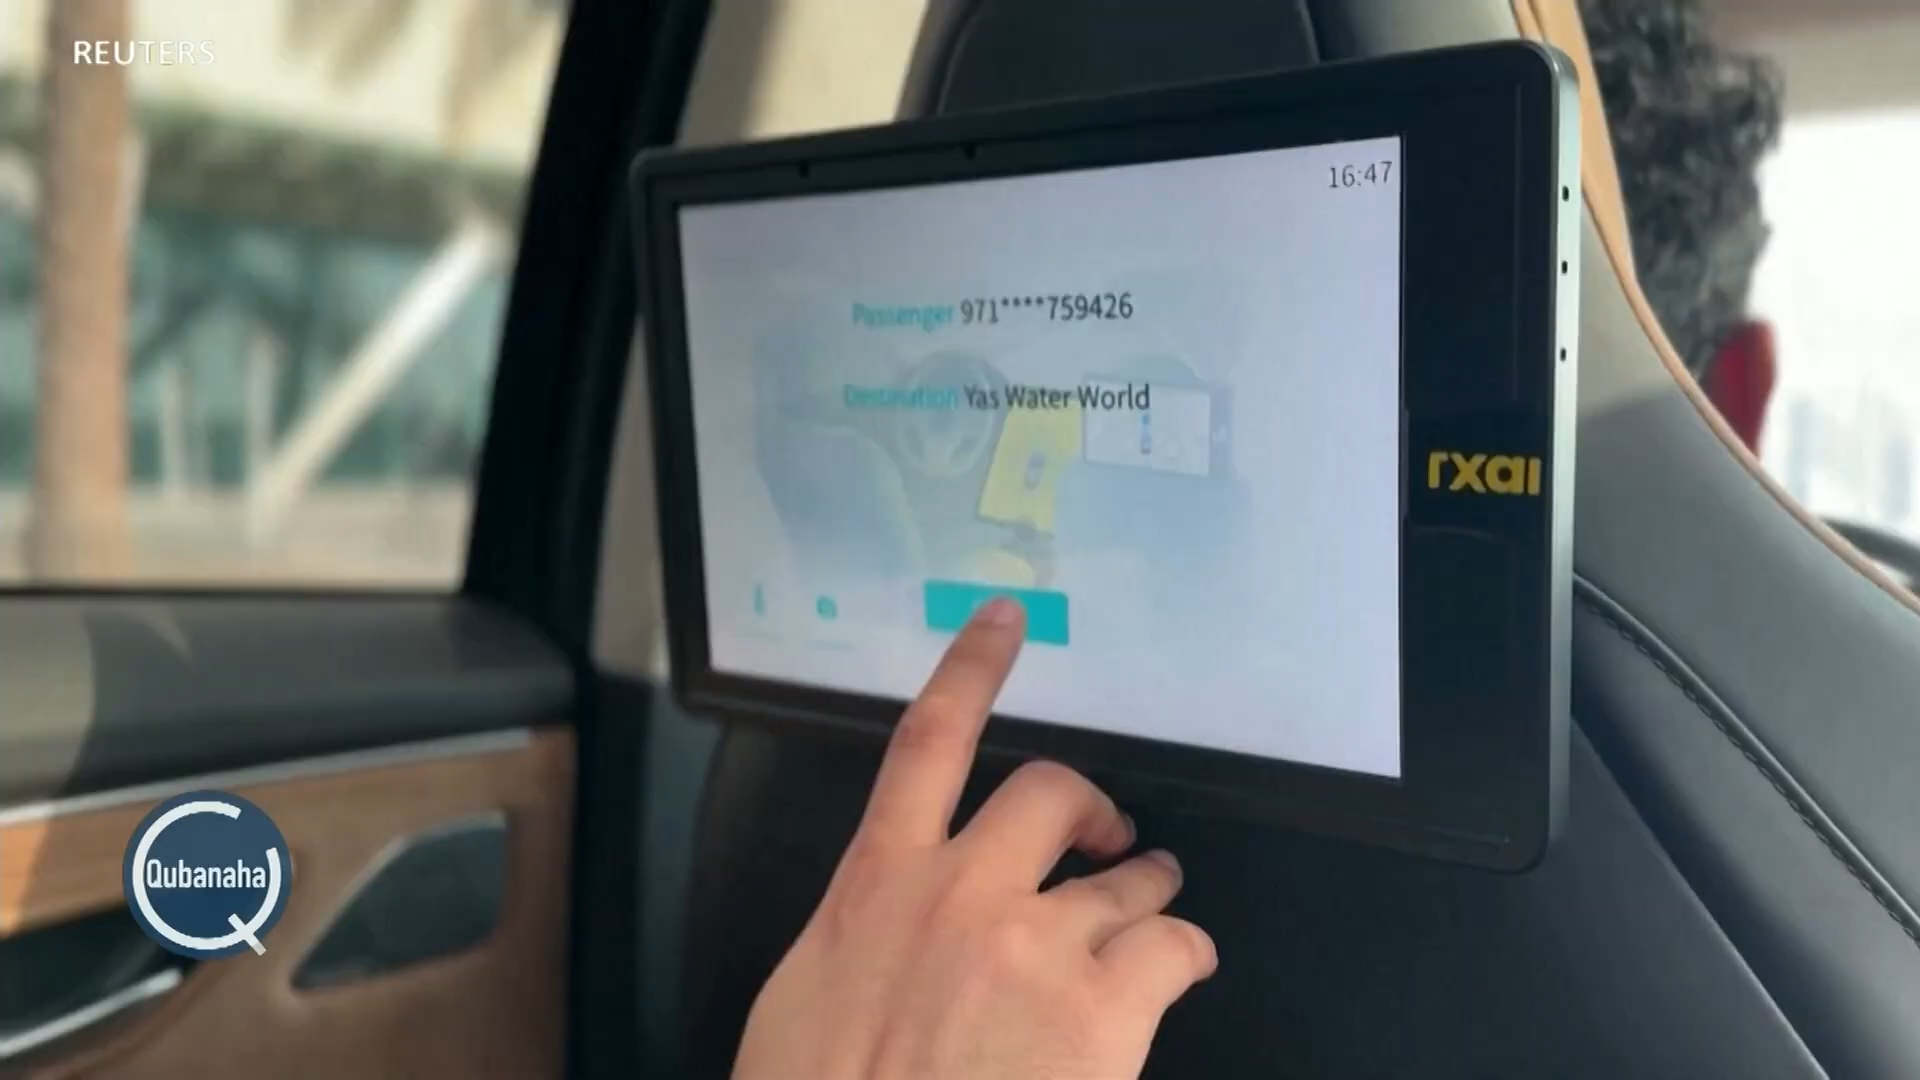 REUTERS
16:47
Passenger 971****759426
Destination Yas Water World
rxai
Qubanaha